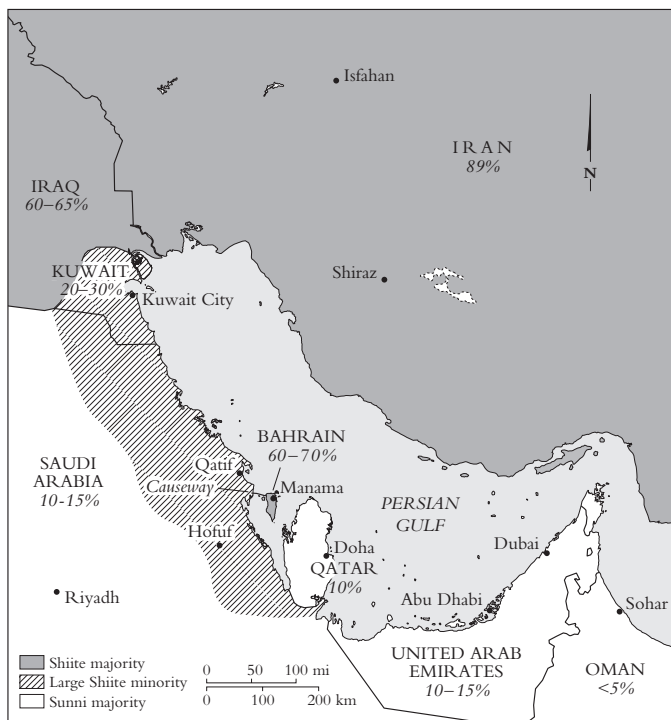 Isfahan
IRAN
89%
N
IRAQ
60–65%
Shiraz
KUWAIT
20–30%
Kuwait City
BAHRAIN
60–70%
Qatif
Causeway
Manama
SAUDI
ARABIA
10-15%
PERSIAN
GULF
Hofuf
Doha
QATAR
10%
Dubai
Riyadh
Abu Dhabi
Sohar
UNITED ARAB
EMIRATES
10–15%
OMAN
<5%
Shiite majority
Large Shiite minority
Sunni majority
0 50 100 mi
0 100 200 km